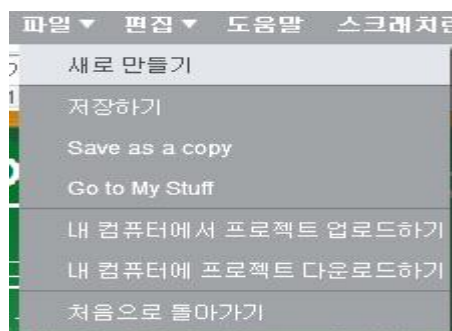 파일▼ 편집▼ 도움말 스크래치란
새로 만들기
저장하기
Save as a copy
Go to My Stuff
내 컴퓨터에서 프로젝트 업로드하기
내 컴퓨터에 프로젝트 다운로드하기
처음으로 돌아가기